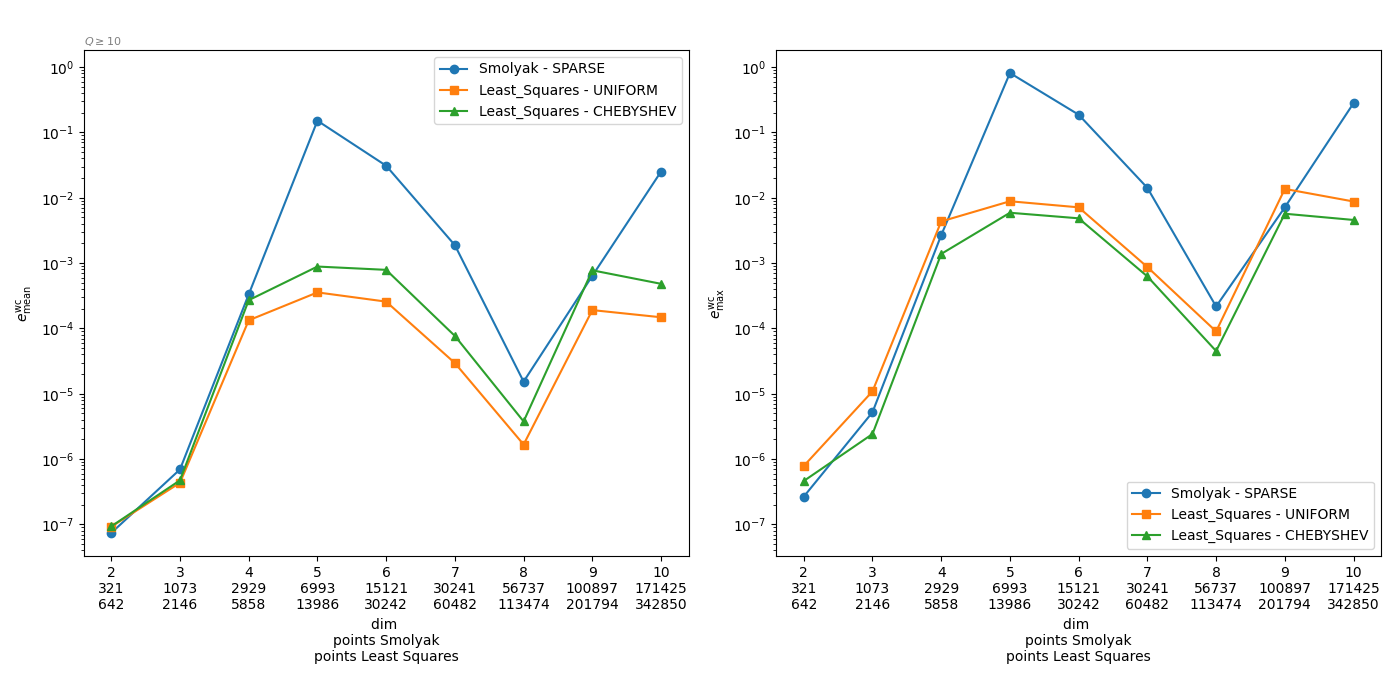 Q ≥ 10
10⁰
10⁻¹
10⁻²
10⁻³
10⁻⁴
10⁻⁵
10⁻⁶
10⁻⁷
e^wc_mean
Smolyak - SPARSE
Least_Squares - UNIFORM
Least_Squares - CHEBYSHEV
2 3 4 5 6 7 8 9 10
321 1073 2929 6993 15121 30241 56737 100897 171425
642 2146 5858 13986 30242 60482 113474 201794 342850
dim
points Smolyak
points Least Squares
10⁰
10⁻¹
10⁻²
10⁻³
10⁻⁴
10⁻⁵
10⁻⁶
10⁻⁷
e^wc_max
Smolyak - SPARSE
Least_Squares - UNIFORM
Least_Squares - CHEBYSHEV
2 3 4 5 6 7 8 9 10
321 1073 2929 6993 15121 30241 56737 100897 171425
642 2146 5858 13986 30242 60482 113474 201794 342850
dim
points Smolyak
points Least Squares